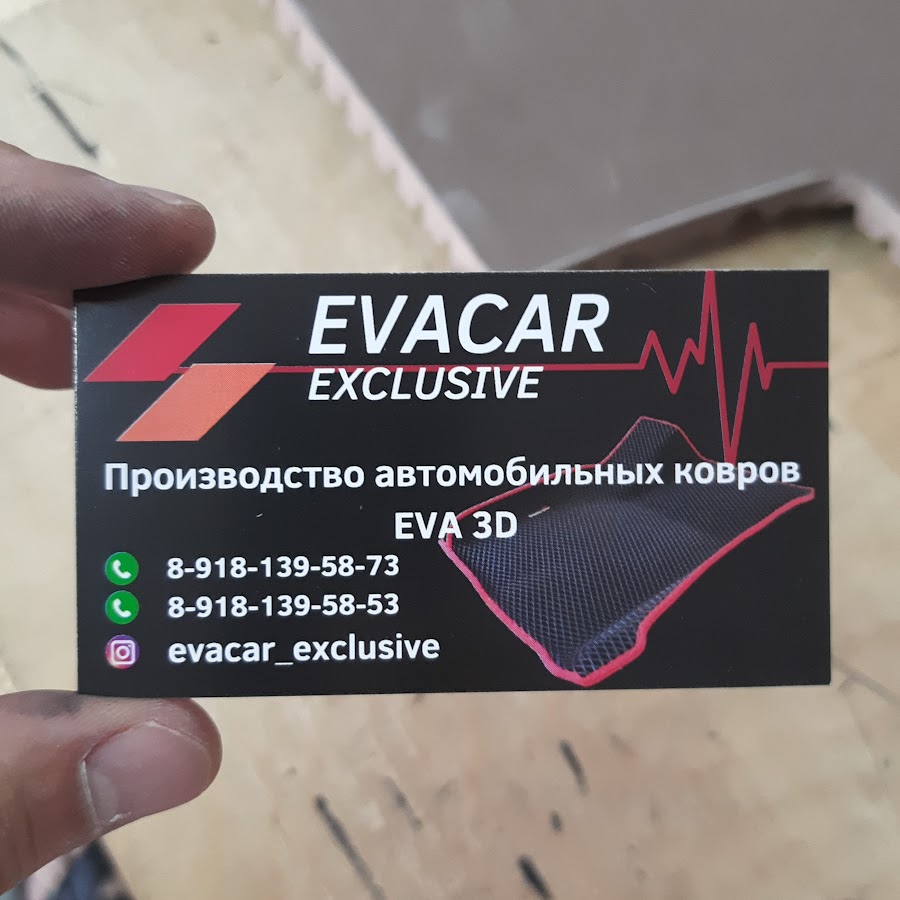 EVACAR
EXCLUSIVE
Производство автомобильных ковров
EVA 3D
8-918-139-58-73
8-918-139-58-53
evacar_exclusive